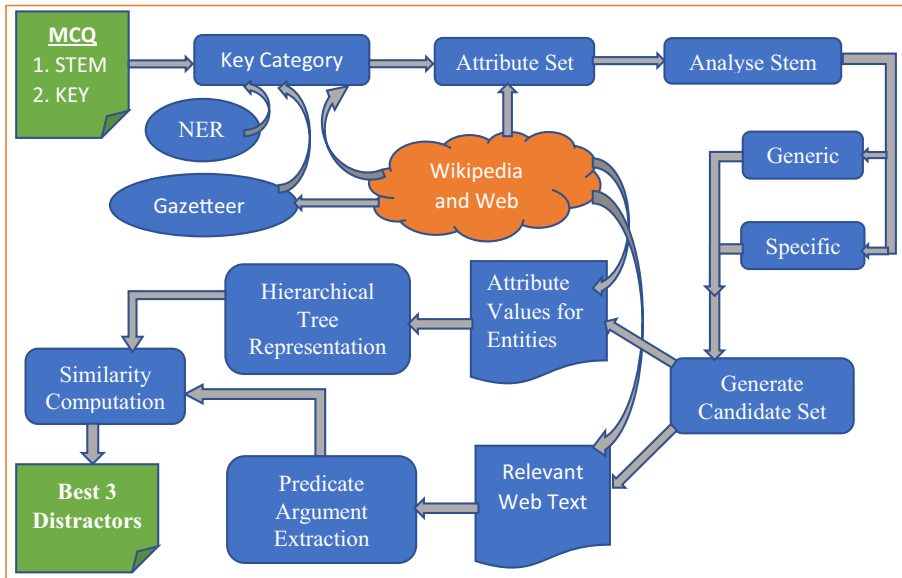 MCQ
1. STEM
2. KEY
Key Category
Attribute Set
Analyse Stem
NER
Gazetteer
Wikipedia
and Web
Generic
Specific
Hierarchical
Tree
Representation
Attribute
Values for
Entities
Similarity
Computation
Generate
Candidate Set
Best 3
Distractors
Predicate
Argument
Extraction
Relevant
Web Text